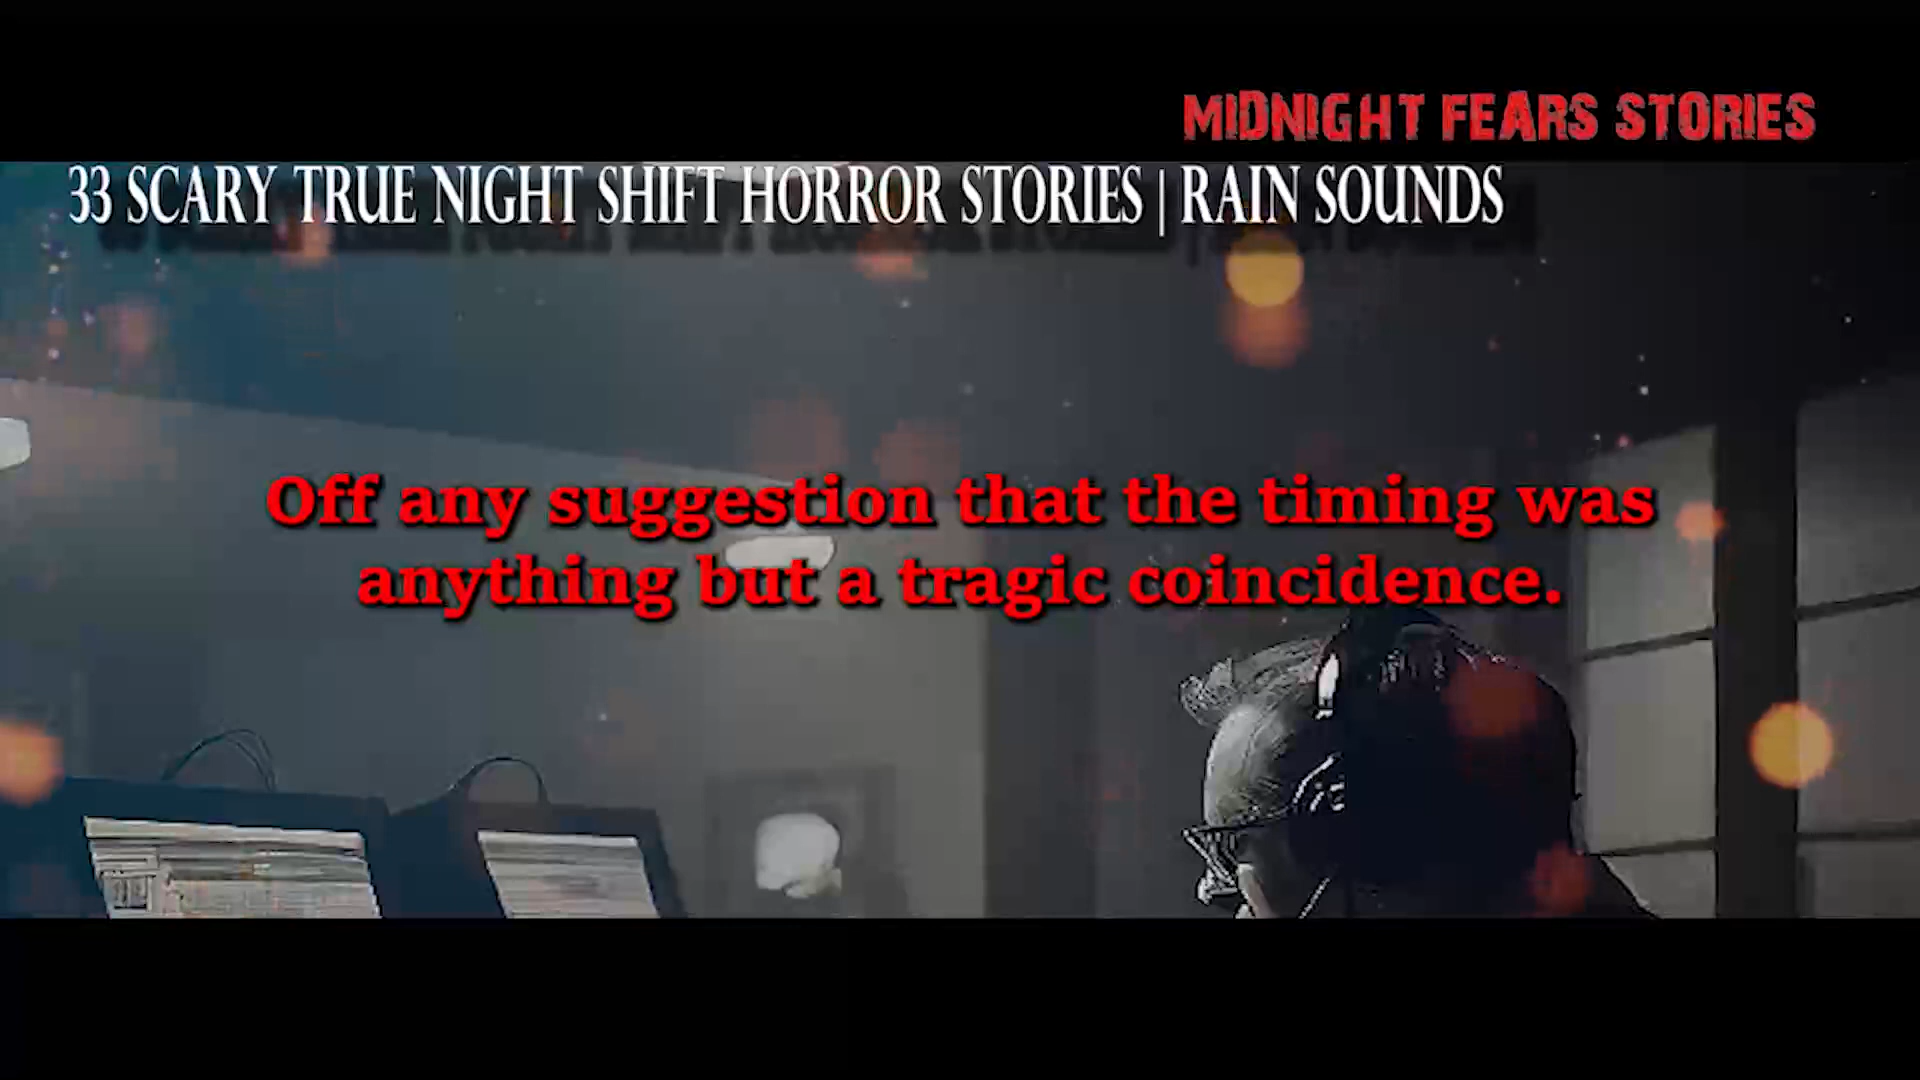 MIDNIGHT FEARS STORIES
33 SCARY TRUE NIGHT SHIFT HORROR STORIES | RAIN SOUNDS
Off any suggestion that the timing was
anything but a tragic coincidence.